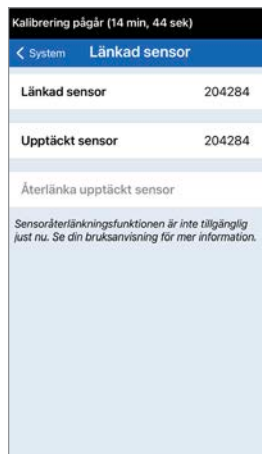 Kalibrering pågår (14 min, 44 sek)
System Länkad sensor
Länkad sensor 204284
Upptäckt sensor 204284
Återlänka upptäckt sensor
Sensoråterlänkningsfunktionen är inte tillgänglig
just nu. Se din bruksanvisning för mer information.